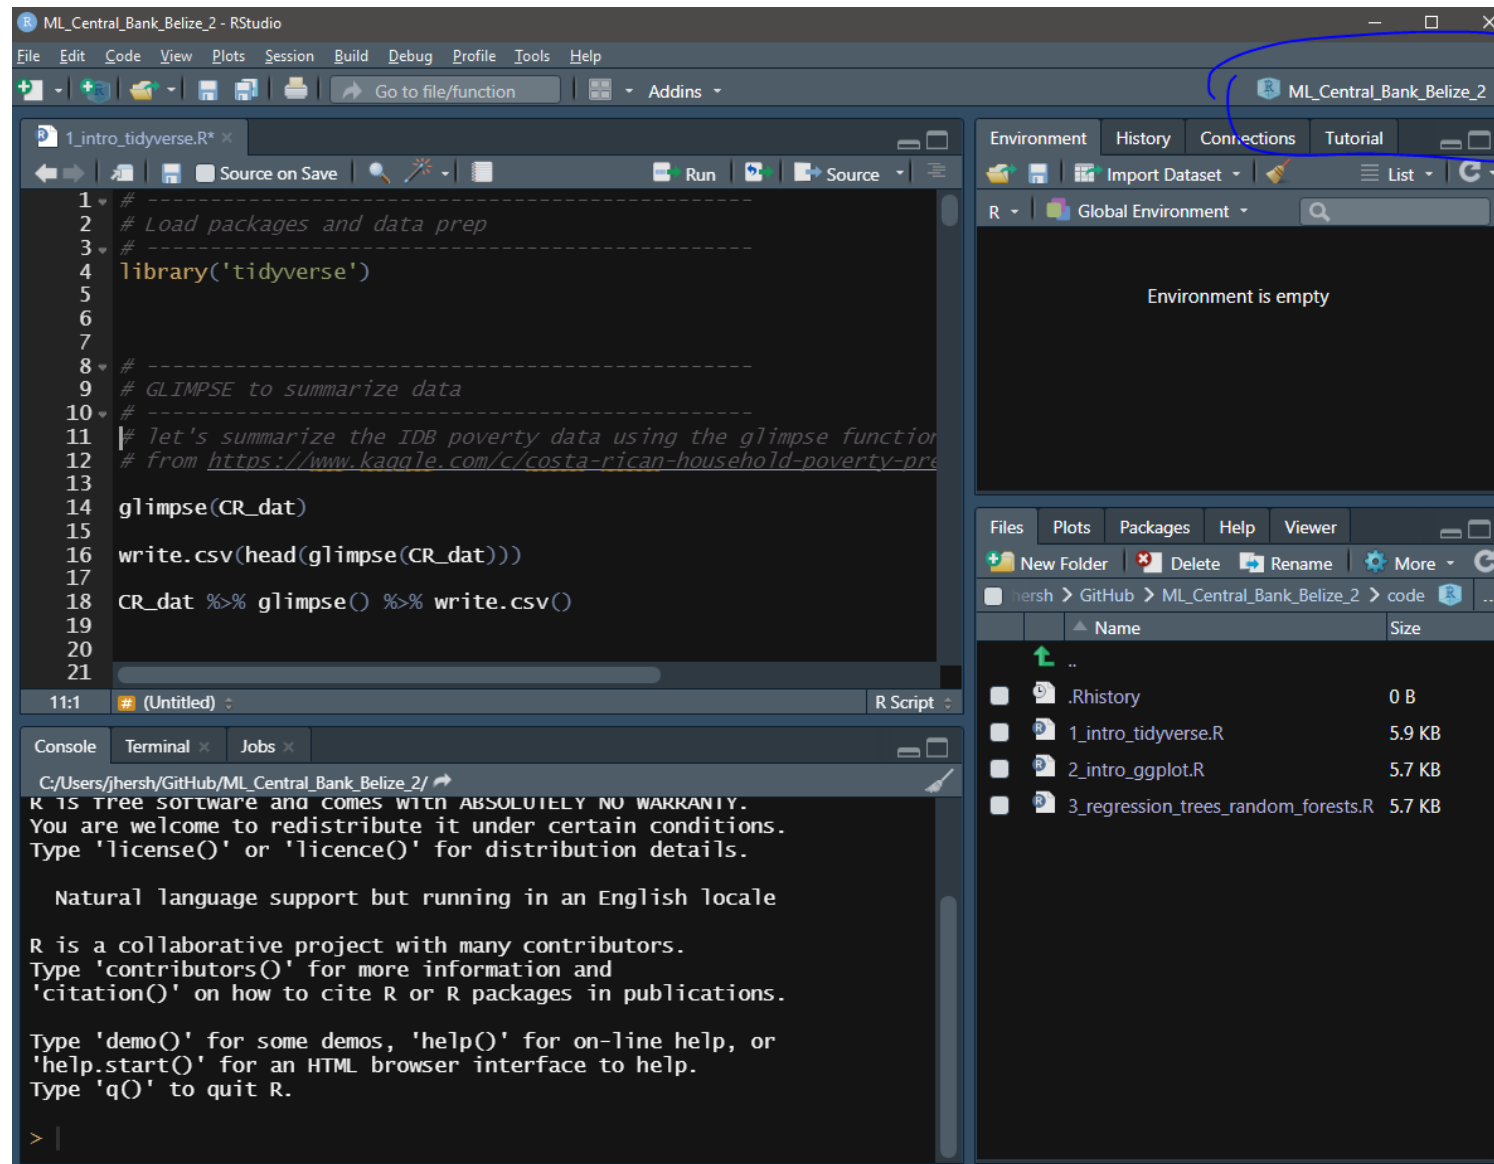 ML_Central_Bank_Belize_2 - RStudio
File Edit Code View Plots Session Build Debug Profile Tools Help
Go to file/function Addins
ML_Central_Bank_Belize_2
1_intro_tidyverse.R*
Source on Save Run Source
1 # ------------------------------------------------
2 # Load packages and data prep
3 # ------------------------------------------------
4 library('tidyverse')
5
6
7
8 # ------------------------------------------------
9 # GLIMPSE to summarize data
10 # ------------------------------------------------
11 # let's summarize the IDB poverty data using the glimpse function
12 # from https://www.kaggle.com/c/costa-rican-household-poverty-pre
13
14 glimpse(CR_dat)
15
16 write.csv(head(glimpse(CR_dat)))
17
18 CR_dat %>% glimpse() %>% write.csv()
19
20
21
11:1 # (Untitled) R Script
Console Terminal Jobs
C:/Users/jhersh/GitHub/ML_Central_Bank_Belize_2/
R is free software and comes with ABSOLUTELY NO WARRANTY.
You are welcome to redistribute it under certain conditions.
Type 'license()' or 'licence()' for distribution details.
Natural language support but running in an English locale
R is a collaborative project with many contributors.
Type 'contributors()' for more information and
'citation()' on how to cite R or R packages in publications.
Type 'demo()' for some demos, 'help()' for on-line help, or
'help.start()' for an HTML browser interface to help.
Type 'q()' to quit R.
>
Environment History Connections Tutorial
Import Dataset List
R Global Environment
Environment is empty
Files Plots Packages Help Viewer
New Folder Delete Rename More
hersh > GitHub > ML_Central_Bank_Belize_2 > code ...
Name Size
..
.Rhistory 0 B
1_intro_tidyverse.R 5.9 KB
2_intro_ggplot.R 5.7 KB
3_regression_trees_random_forests.R 5.7 KB